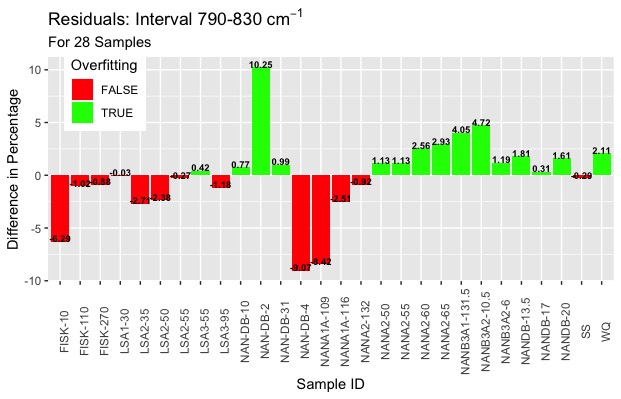 Residuals: Interval 790-830 cm⁻¹
For 28 Samples
Overfitting
FALSE
TRUE
Difference in Percentage
10
5
0
-5
-10
-6.29
-1.02
-0.88
-0.03
-2.71
-2.38
-0.27
0.42
-1.18
0.77
10.25
0.99
-9.07
-8.42
-2.51
-0.92
1.13
1.13
2.56
2.93
4.05
4.72
1.19
1.81
0.31
1.61
-0.29
2.11
FISK-10
FISK-110
FISK-270
LSA1-30
LSA2-35
LSA2-50
LSA2-55
LSA3-55
LSA3-95
NAN-DB-10
NAN-DB-2
NAN-DB-31
NAN-DB-4
NANA1A-109
NANA1A-116
NANA2-132
NANA2-50
NANA2-55
NANA2-60
NANA2-65
NANB3A1-131.5
NANB3A2-10.5
NANB3A2-6
NANDB-13.5
NANDB-17
NANDB-20
SS
WQ
Sample ID